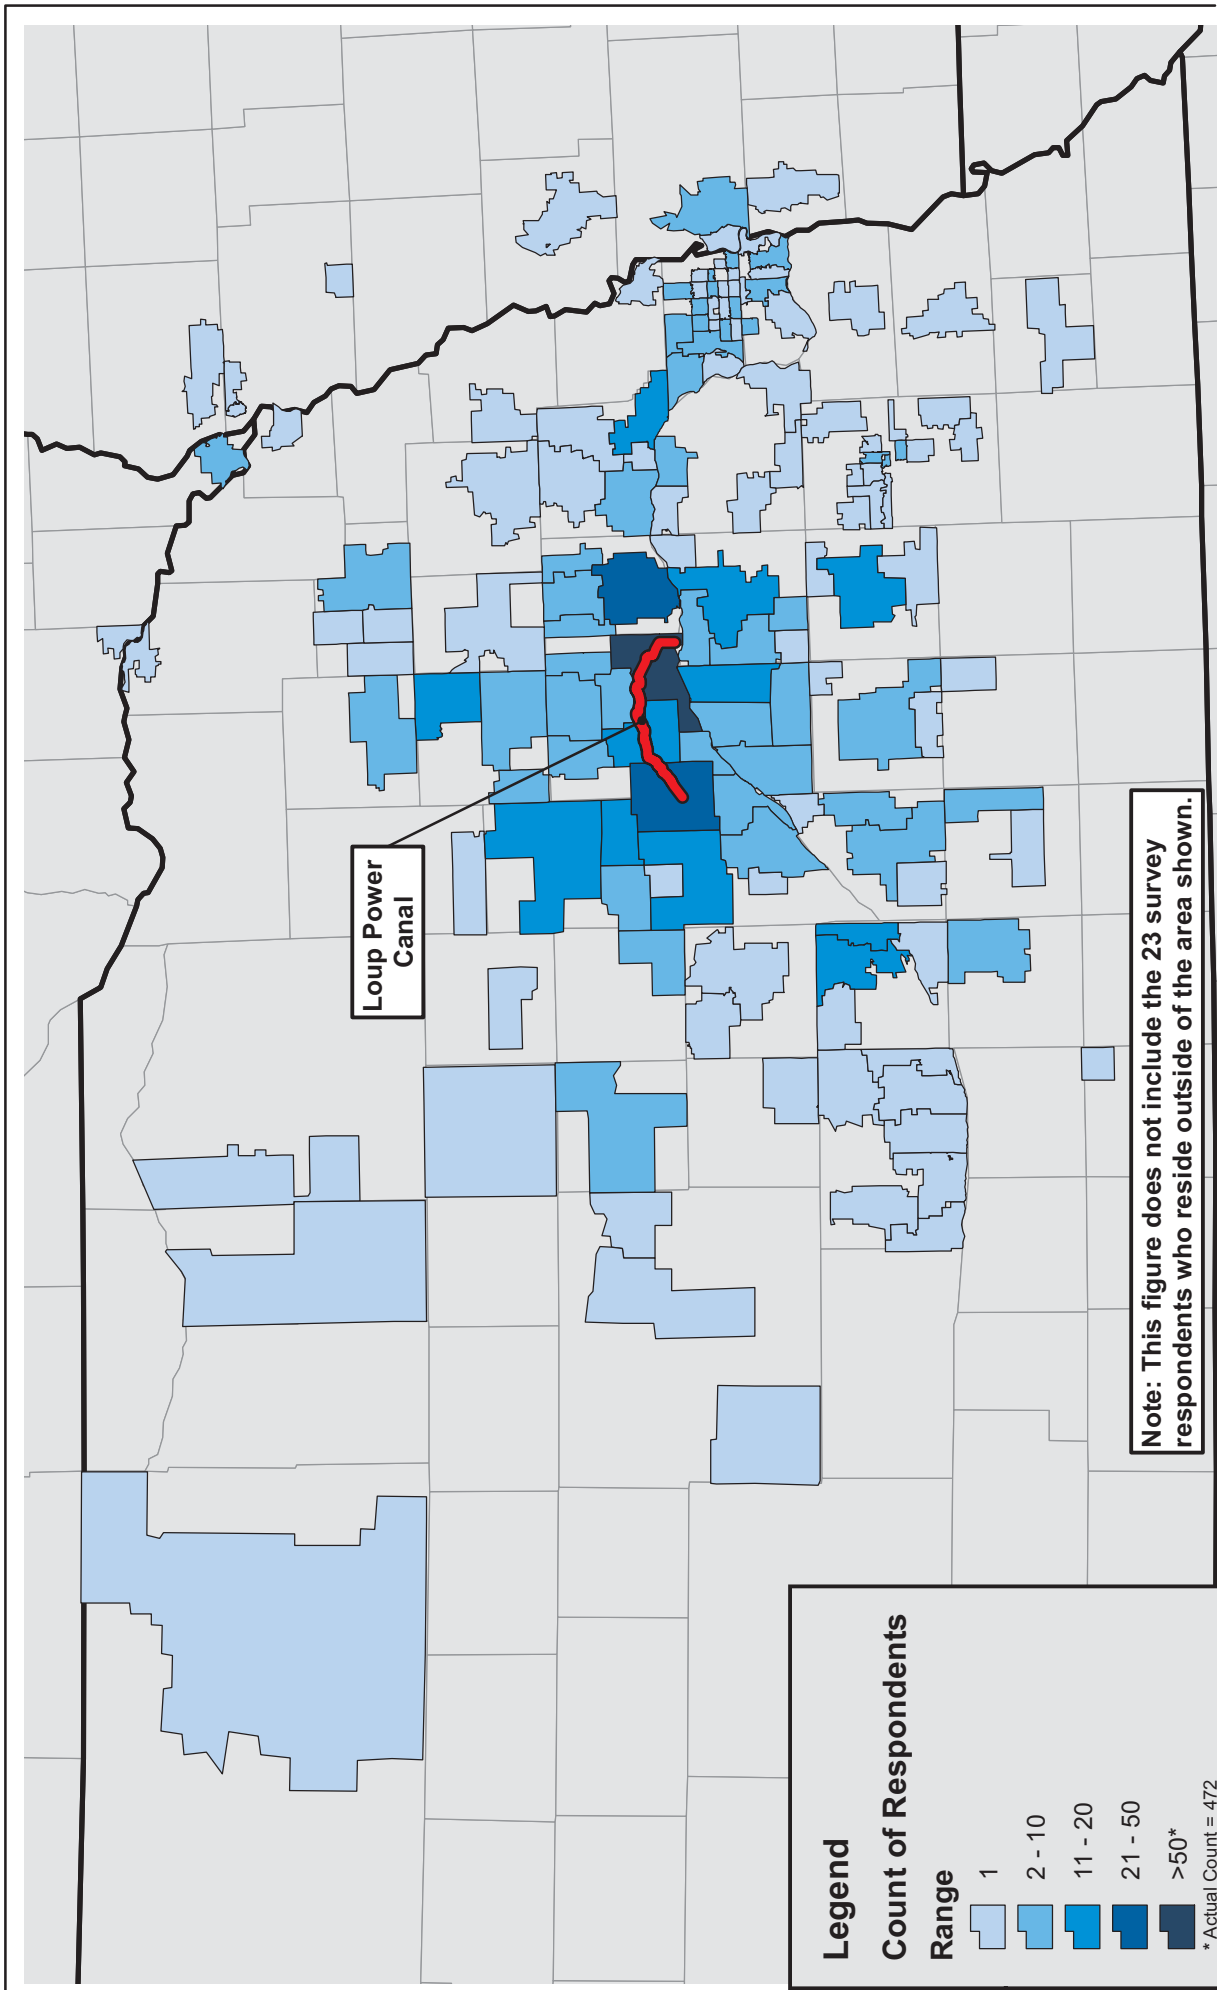 Loup Power
Canal
Note: This figure does not include the 23 survey
respondents who reside outside of the area shown.
Legend
Count of Respondents
Range
1
2 - 10
11 - 20
21 - 50
>50*
* Actual Count = 472